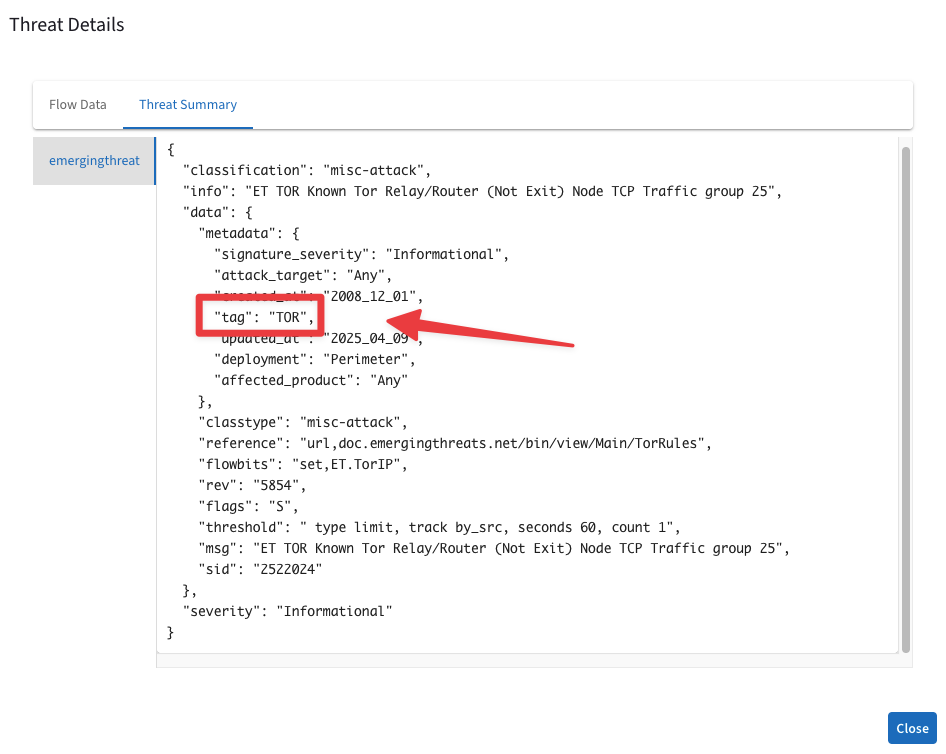 Threat Details
Flow Data
Threat Summary
emergingthreat
{
"classification": "misc-attack",
"info": "ET TOR Known Tor Relay/Router (Not Exit) Node TCP Traffic group 25",
"data": {
"metadata": {
"signature_severity": "Informational",
"attack_target": "Any",
"created_at": "2008_12_01",
"tag": "TOR",
"updated_at": "2025_04_09",
"deployment": "Perimeter",
"affected_product": "Any"
},
"classtype": "misc-attack",
"reference": "url,doc.emergingthreats.net/bin/view/Main/TorRules",
"flowbits": "set,ET.TorIP",
"rev": "5854",
"flags": "S",
"threshold": " type limit, track by_src, seconds 60, count 1",
"msg": "ET TOR Known Tor Relay/Router (Not Exit) Node TCP Traffic group 25",
"sid": "2522024"
},
"severity": "Informational"
}
Close